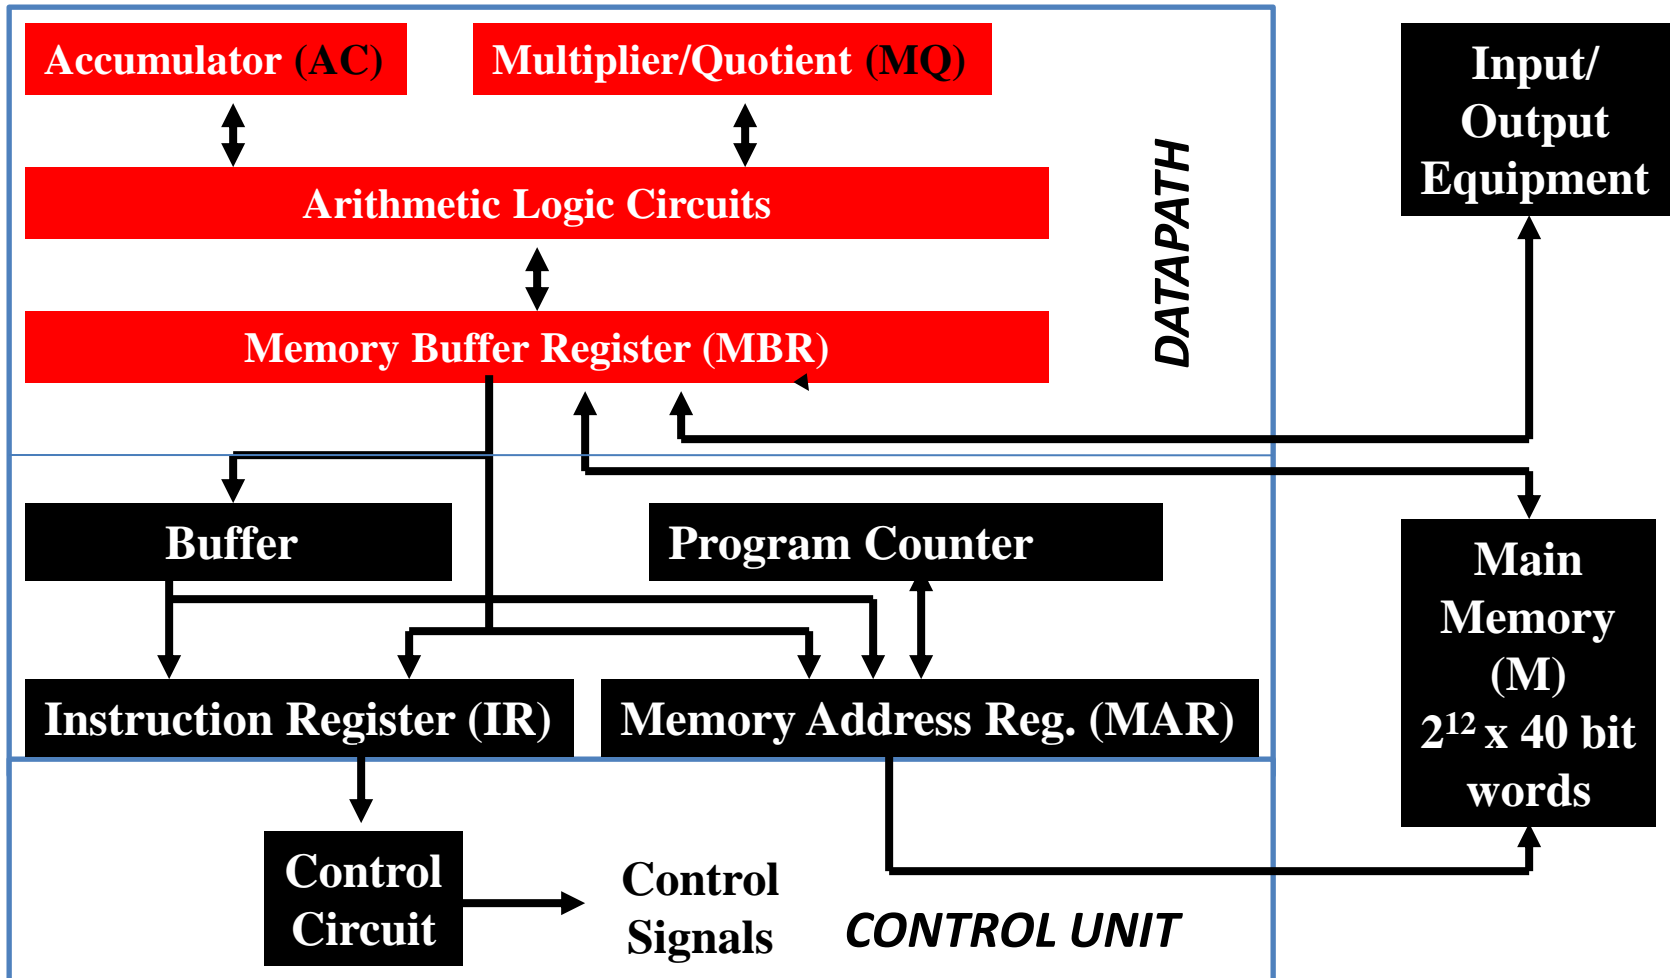 Accumulator (AC)
Multiplier/Quotient (MQ)
Input/
Output
Equipment
Arithmetic Logic Circuits
DATAPATH
Memory Buffer Register (MBR)
Buffer
Program Counter
Main
Memory
(M)
2¹² x 40 bit
words
Instruction Register (IR)
Memory Address Reg. (MAR)
Control
Circuit
Control
Signals
CONTROL UNIT